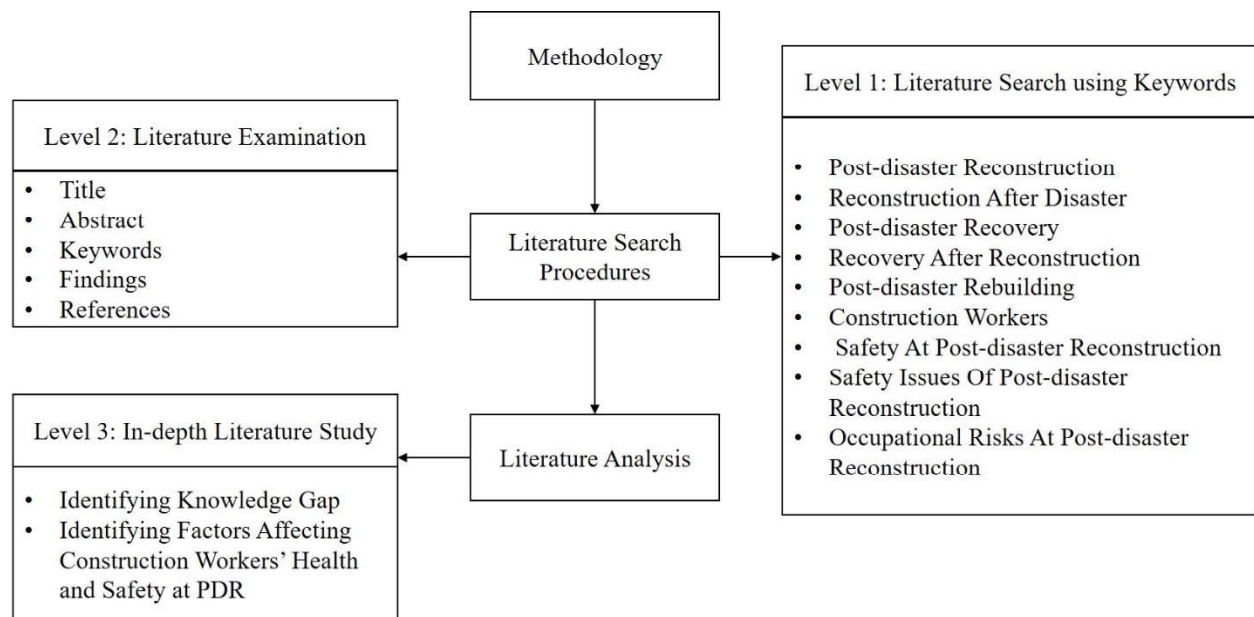 Methodology
Level 1: Literature Search using Keywords
• Post-disaster Reconstruction
• Reconstruction After Disaster
• Post-disaster Recovery
• Recovery After Reconstruction
• Post-disaster Rebuilding
• Construction Workers
• Safety At Post-disaster Reconstruction
• Safety Issues Of Post-disaster
Reconstruction
• Occupational Risks At Post-disaster
Reconstruction
Level 2: Literature Examination
• Title
• Abstract
• Keywords
• Findings
• References
Literature Search
Procedures
Literature Analysis
Level 3: In-depth Literature Study
• Identifying Knowledge Gap
• Identifying Factors Affecting
Construction Workers’ Health
and Safety at PDR